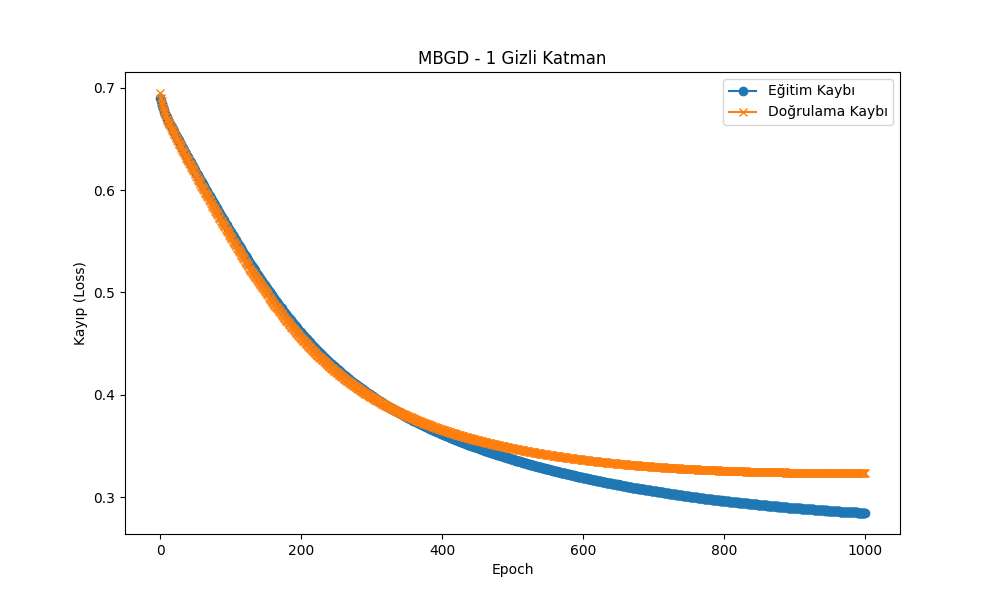 MBGD - 1 Gizli Katman
Eğitim Kaybı
Doğrulama Kaybı
Kayıp (Loss)
0.7
0.6
0.5
0.4
0.3
0 200 400 600 800 1000
Epoch